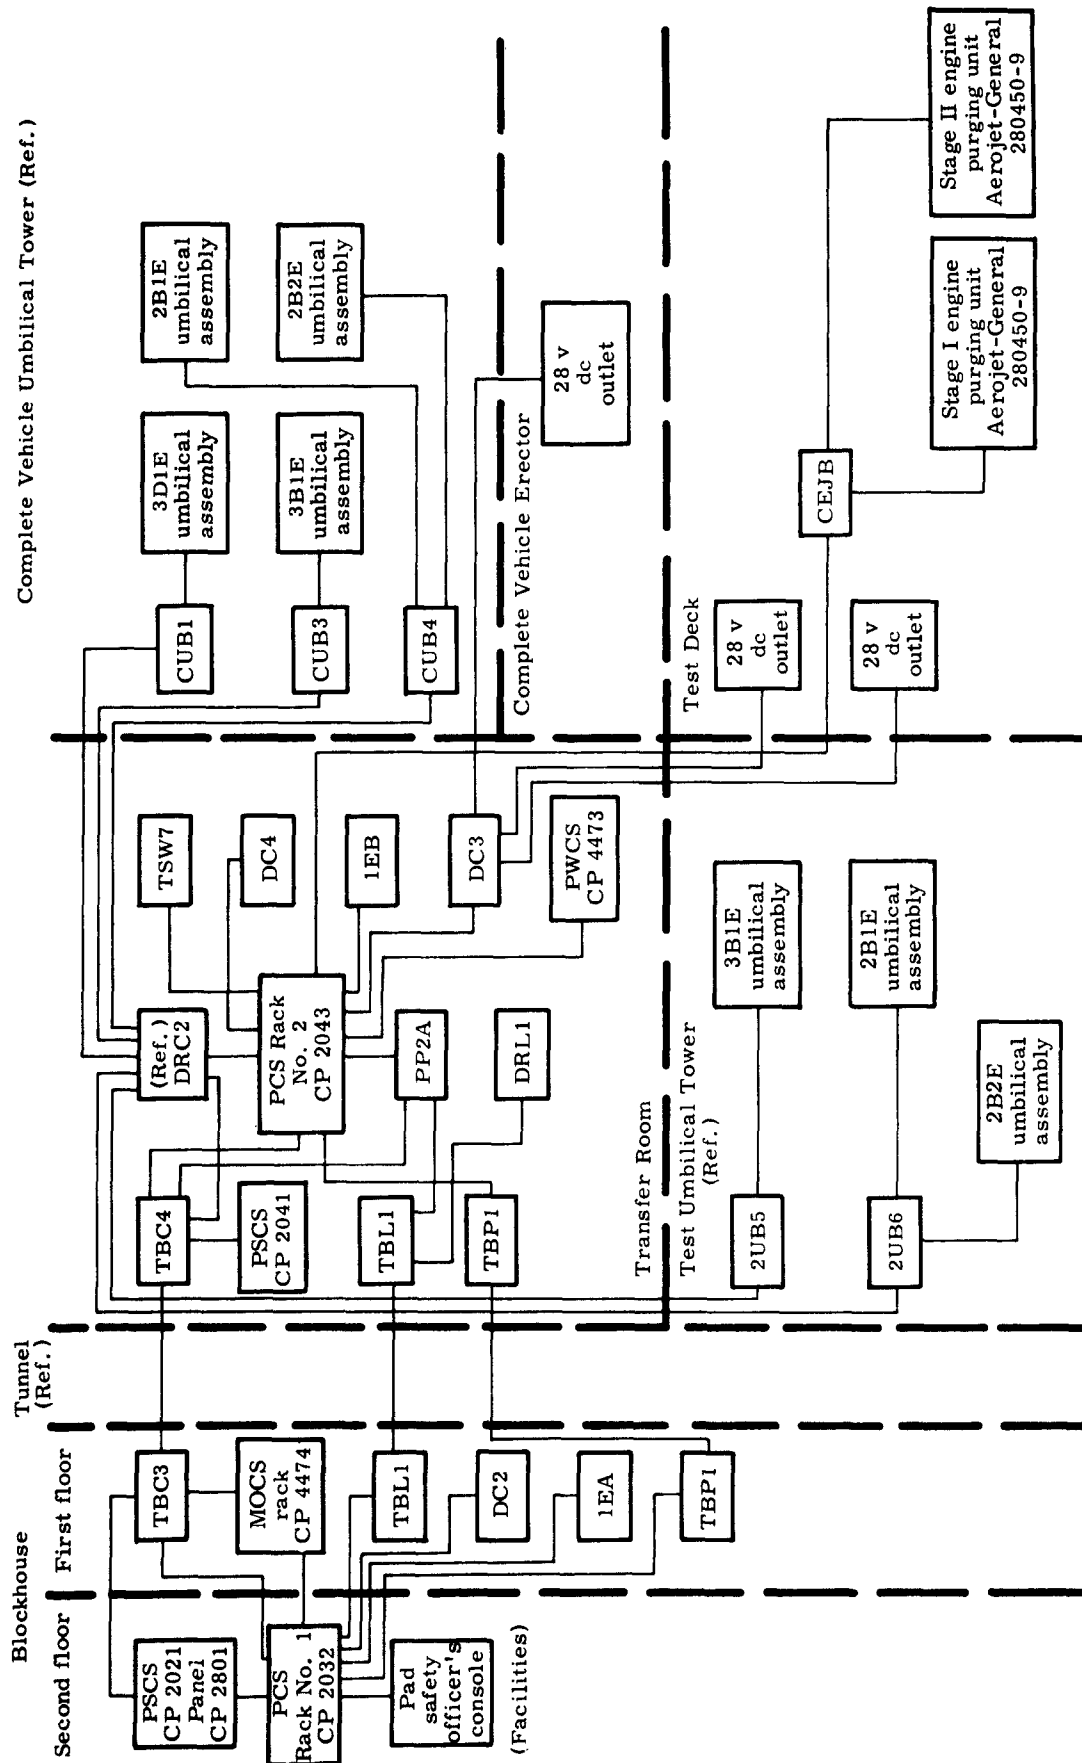 Blockhouse
Second floor
First floor
Tunnel
(Ref.)
Complete Vehicle Umbilical Tower (Ref.)
PSCS
CP 2021
Panel
CP 2801
PCS
Rack No. 1
CP 2032
Pad
safety
officer's
console
(Facilities)
TBC3
MOCS
rack
CP 4474
TBL1
DC2
1EA
TBP1
TBC4
PSCS
CP 2041
TBL1
TBP1
(Ref.)
DRC2
PCS Rack
No. 2
CP 2043
PP2A
DRL1
TSW7
DC4
1EB
DC3
PWCS
CP 4473
Transfer Room
Test Umbilical Tower
(Ref.)
2UB5
2UB6
3B1E
umbilical
assembly
2B1E
umbilical
assembly
2B2E
umbilical
assembly
CUB1
CUB3
CUB4
3D1E
umbilical
assembly
3B1E
umbilical
assembly
2B1E
umbilical
assembly
2B2E
umbilical
assembly
Complete Vehicle Erector
28 v
dc
outlet
Test Deck
28 v
dc
outlet
28 v
dc
outlet
CEJB
Stage I engine
purging unit
Aerojet-General
280450-9
Stage II engine
purging unit
Aerojet-General
280450-9